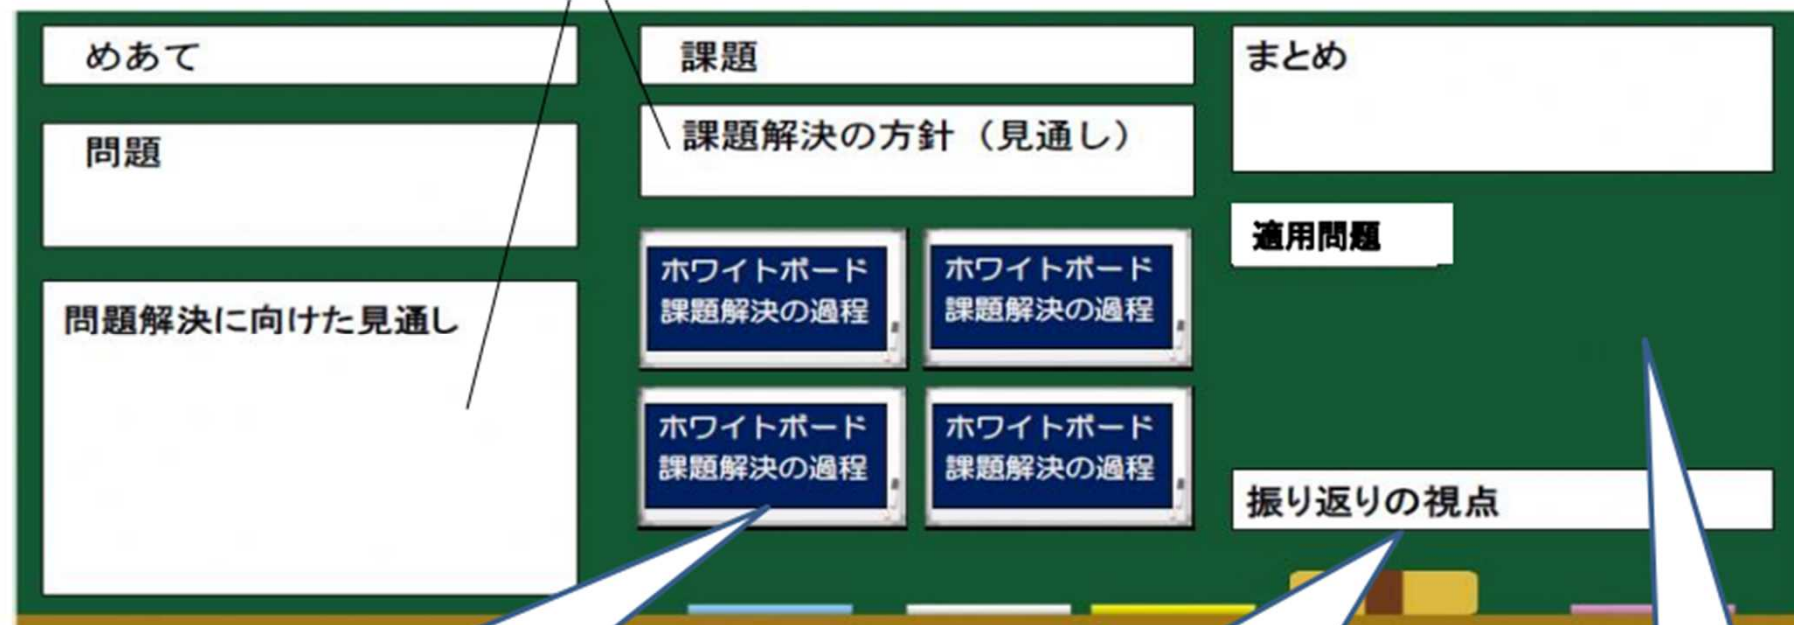 めあて
問題
問題解決に向けた見通し
課題
課題解決の方針（見通し）
ホワイトボード
課題解決の過程
ホワイトボード
課題解決の過程
ホワイトボード
課題解決の過程
ホワイトボード
課題解決の過程
まとめ
適用問題
振り返りの視点